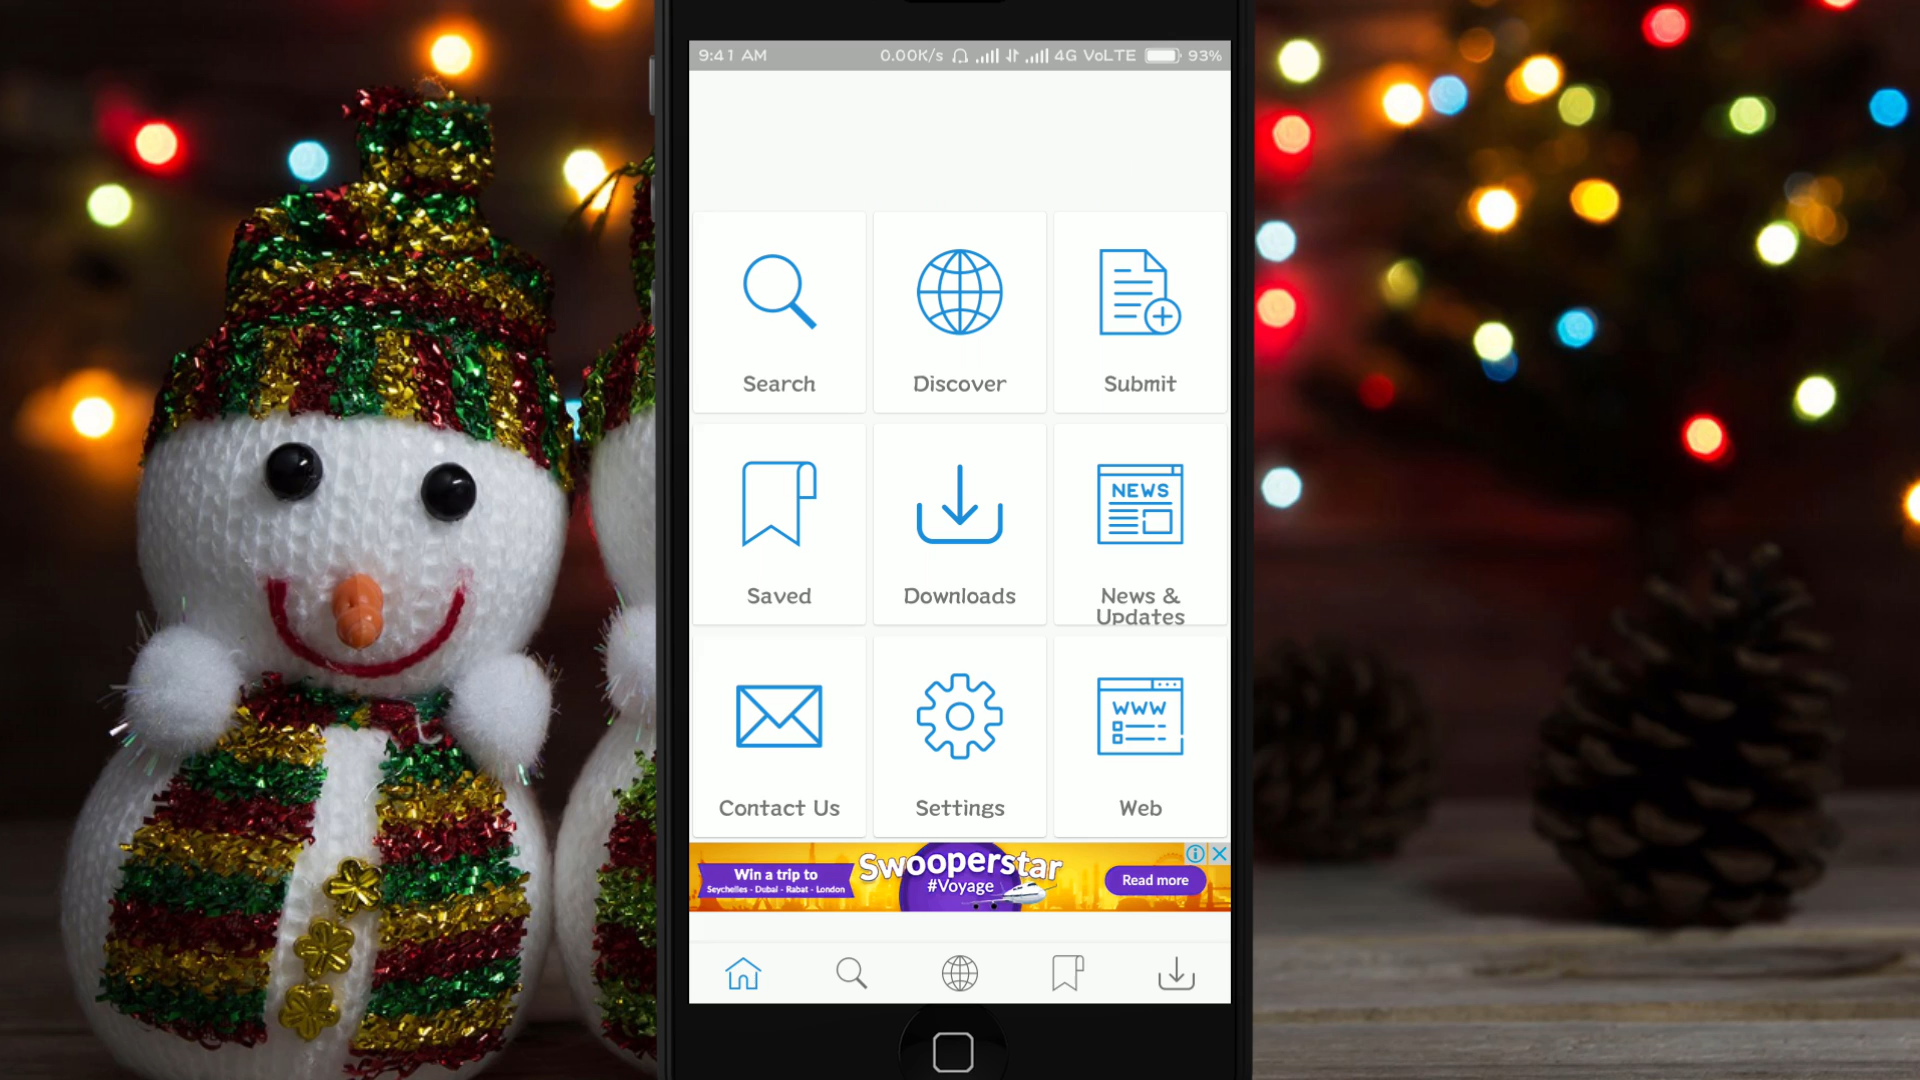 9:41 AM 0.00K/s 4G VoLTE 93%
Search Discover Submit
NEWS
Saved Downloads News &
Updates
WWW
Contact Us Settings Web
Win a trip to
Seychelles - Dubai - Rabat - London
Swooperstar
#Voyage
Read more